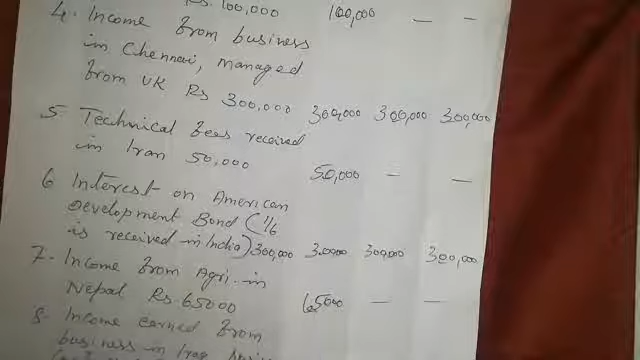 Rs. 100,000 100,000 — —
4. Income from business
in Chennai, managed
from UK Rs 300,000 300,000 300,000 300,000
5 Technical fees received
in Iran 50,000 50,000 — —
6 Interest on American
Development Bond (1/6
is received in India) 300,000 300,000 300,000 300,000
7. Income from Agri. in
Nepal Rs. 65000 65000 — —
8. Income earned from
business in Iraq